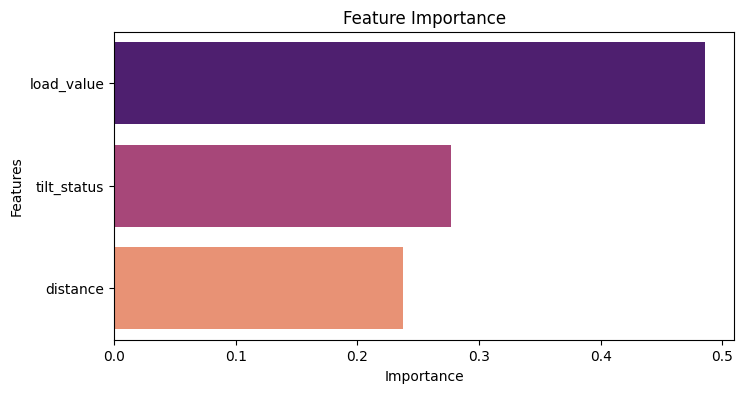 Feature Importance
load_value
tilt_status
distance
Features
0.0 0.1 0.2 0.3 0.4 0.5
Importance